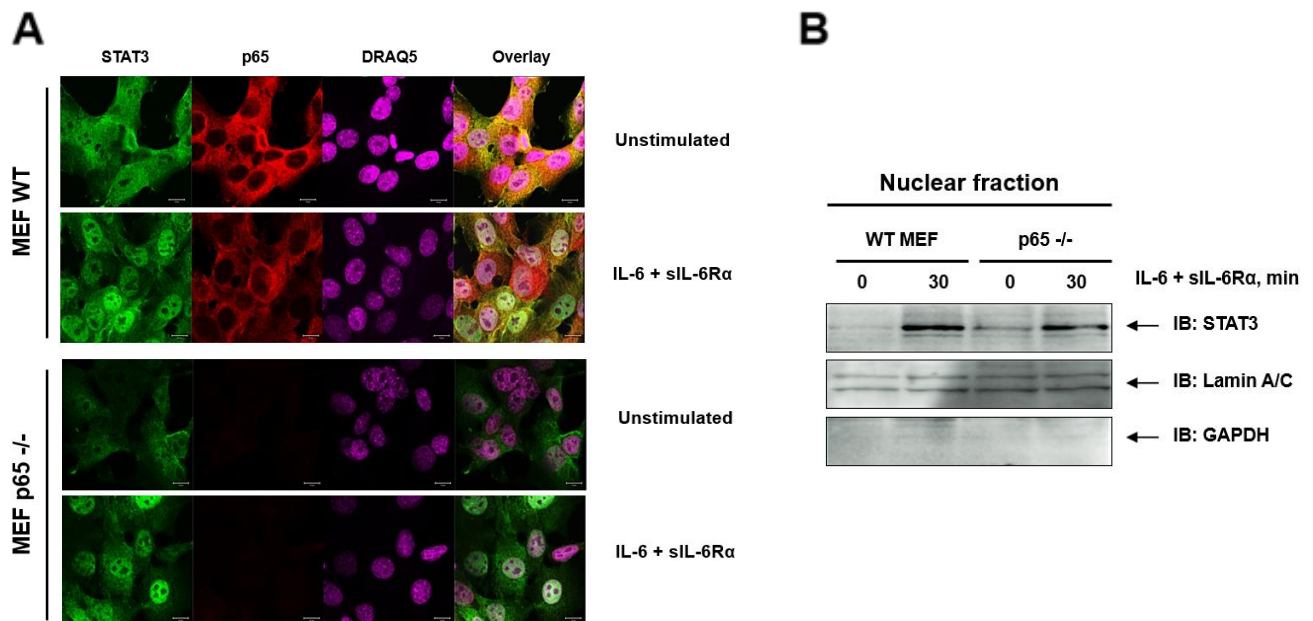 A
STAT3 p65 DRAQ5 Overlay
MEF WT
Unstimulated
IL-6 + sIL-6Rα
MEF p65 -/-
Unstimulated
IL-6 + sIL-6Rα
B
Nuclear fraction
WT MEF p65 -/-
0 30 0 30 IL-6 + sIL-6Rα, min
IB: STAT3
IB: Lamin A/C
IB: GAPDH